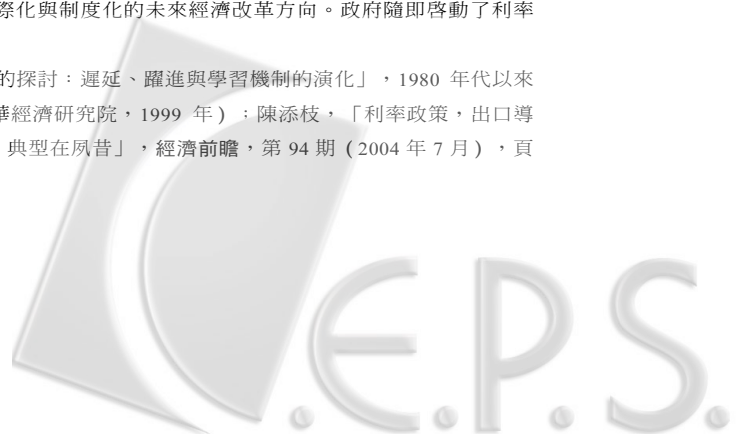 際化與制度化的未來經濟改革方向。政府隨即啓動了利率
的探討：遲延、躍進與學習機制的演化」，1980 年代以來
經濟研究院，1999 年）；陳添枝，「利率政策，出口導
典型在夙昔」，經濟前瞻，第 94 期（2004 年 7 月），頁
C.E.P.S.